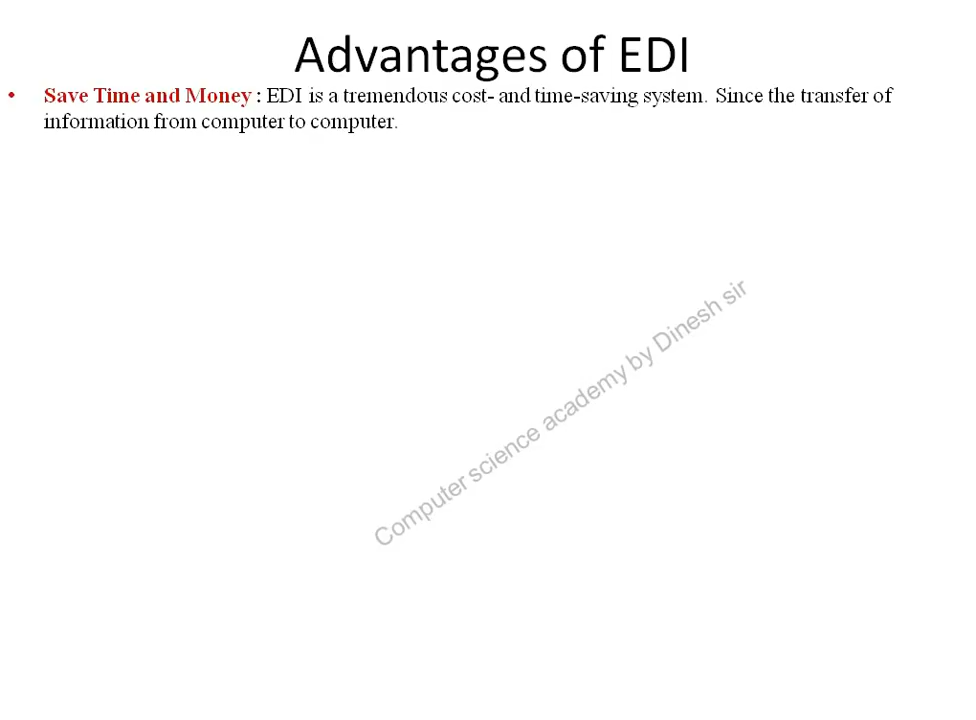 Advantages of EDI
• Save Time and Money : EDI is a tremendous cost- and time-saving system. Since the transfer of
information from computer to computer.
Computer science academy by Dinesh sir